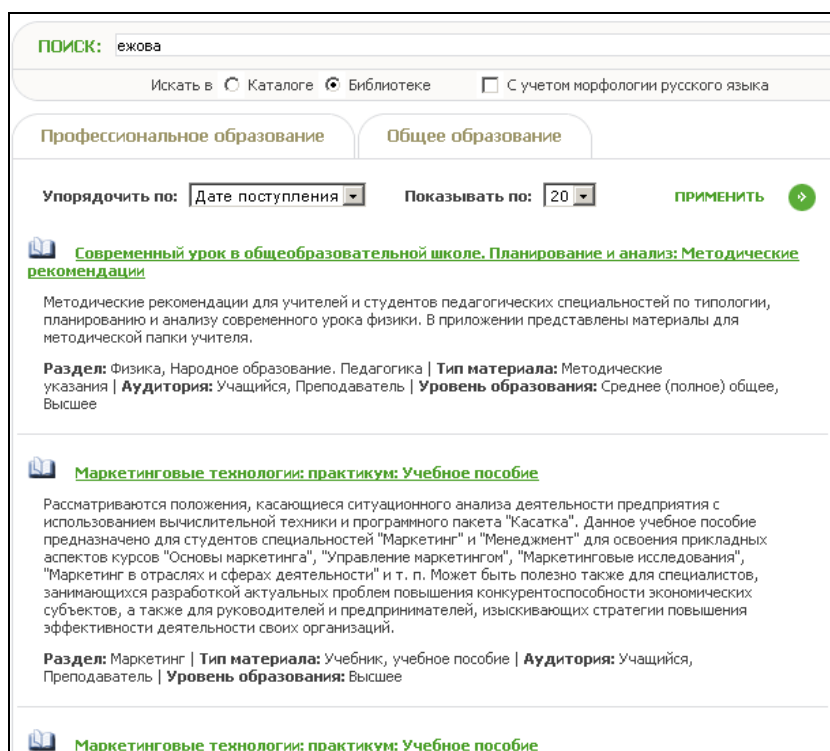 ПОИСК: ежова
Искать в Каталоге Библиотеке С учетом морфологии русского языка
Профессиональное образование Общее образование
Упорядочить по: Дате поступления Показывать по: 20 ПРИМЕНИТЬ
Современный урок в общеобразовательной школе. Планирование и анализ: Методические
рекомендации
Методические рекомендации для учителей и студентов педагогических специальностей по типологии,
планированию и анализу современного урока физики. В приложении представлены материалы для
методической папки учителя.
Раздел: Физика, Народное образование. Педагогика | Тип материала: Методические
указания | Аудитория: Учащийся, Преподаватель | Уровень образования: Среднее (полное) общее,
Высшее
Маркетинговые технологии: практикум: Учебное пособие
Рассматриваются положения, касающиеся ситуационного анализа деятельности предприятия с
использованием вычислительной техники и программного пакета "Касатка". Данное учебное пособие
предназначено для студентов специальностей "Маркетинг" и "Менеджмент" для освоения прикладных
аспектов курсов "Основы маркетинга", "Управление маркетингом", "Маркетинговые исследования",
"Маркетинг в отраслях и сферах деятельности" и т. п. Может быть полезно также для специалистов,
занимающихся разработкой актуальных проблем повышения конкурентоспособности экономических
субъектов, а также для руководителей и предпринимателей, изыскивающих стратегии повышения
эффективности деятельности своих организаций.
Раздел: Маркетинг | Тип материала: Учебник, учебное пособие | Аудитория: Учащийся,
Преподаватель | Уровень образования: Высшее
Маркетинговые технологии: практикум: Учебное пособие